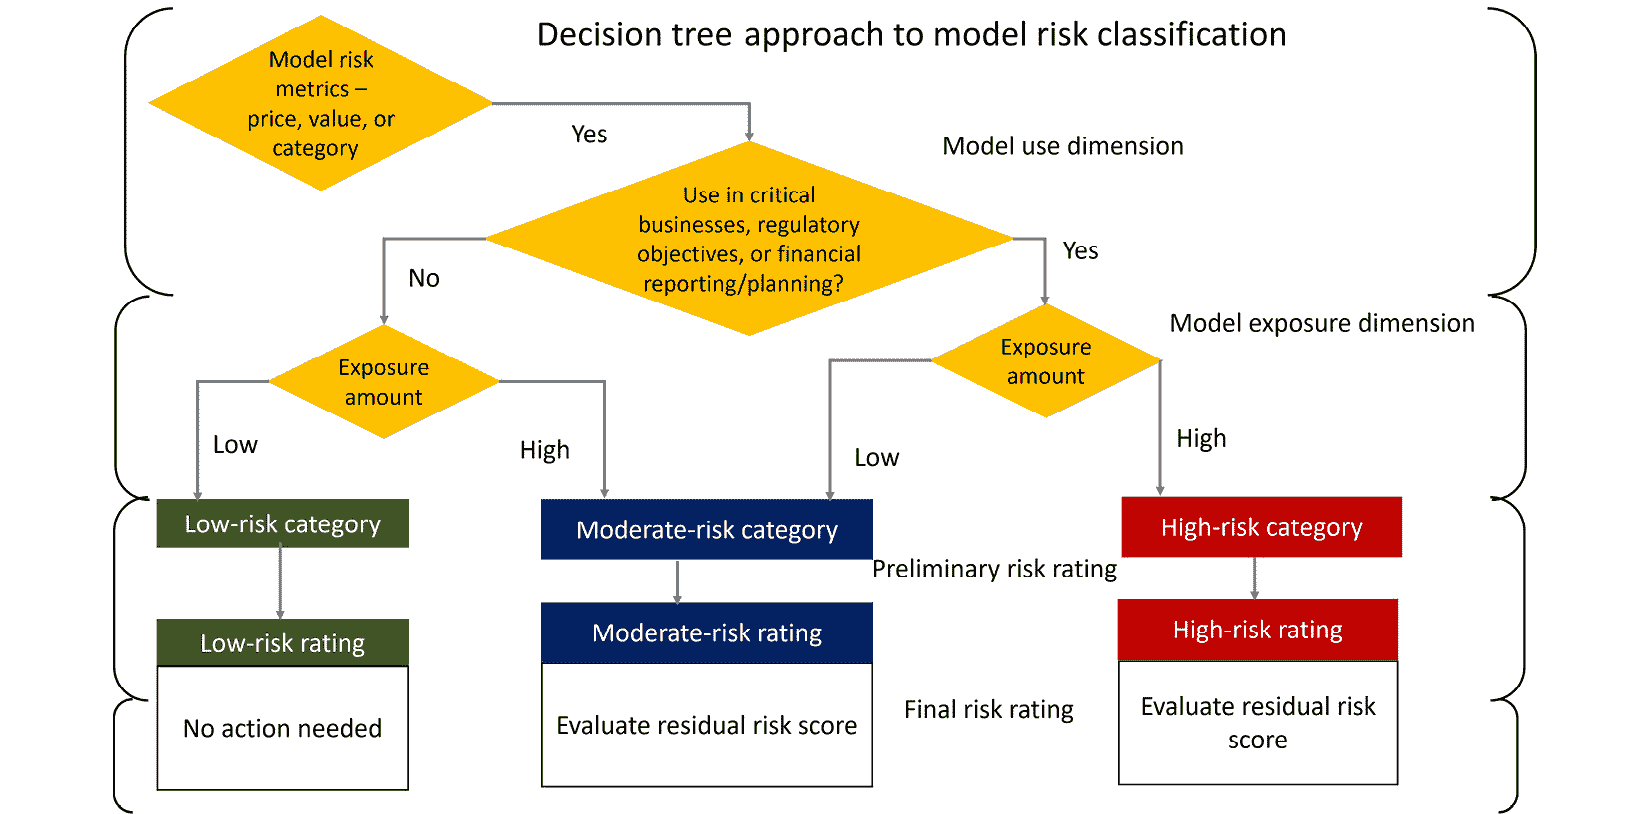 Decision tree approach to model risk classification
Model risk
metrics –
price, value, or
category
Yes
Model use dimension
Use in critical
businesses, regulatory
objectives, or financial
reporting/planning?
No
Yes
Model exposure dimension
Exposure
amount
Exposure
amount
Low
High
Low
High
Low-risk category
Moderate-risk category
High-risk category
Preliminary risk rating
Low-risk rating
Moderate-risk rating
High-risk rating
No action needed
Evaluate residual risk score
Final risk rating
Evaluate residual risk
score